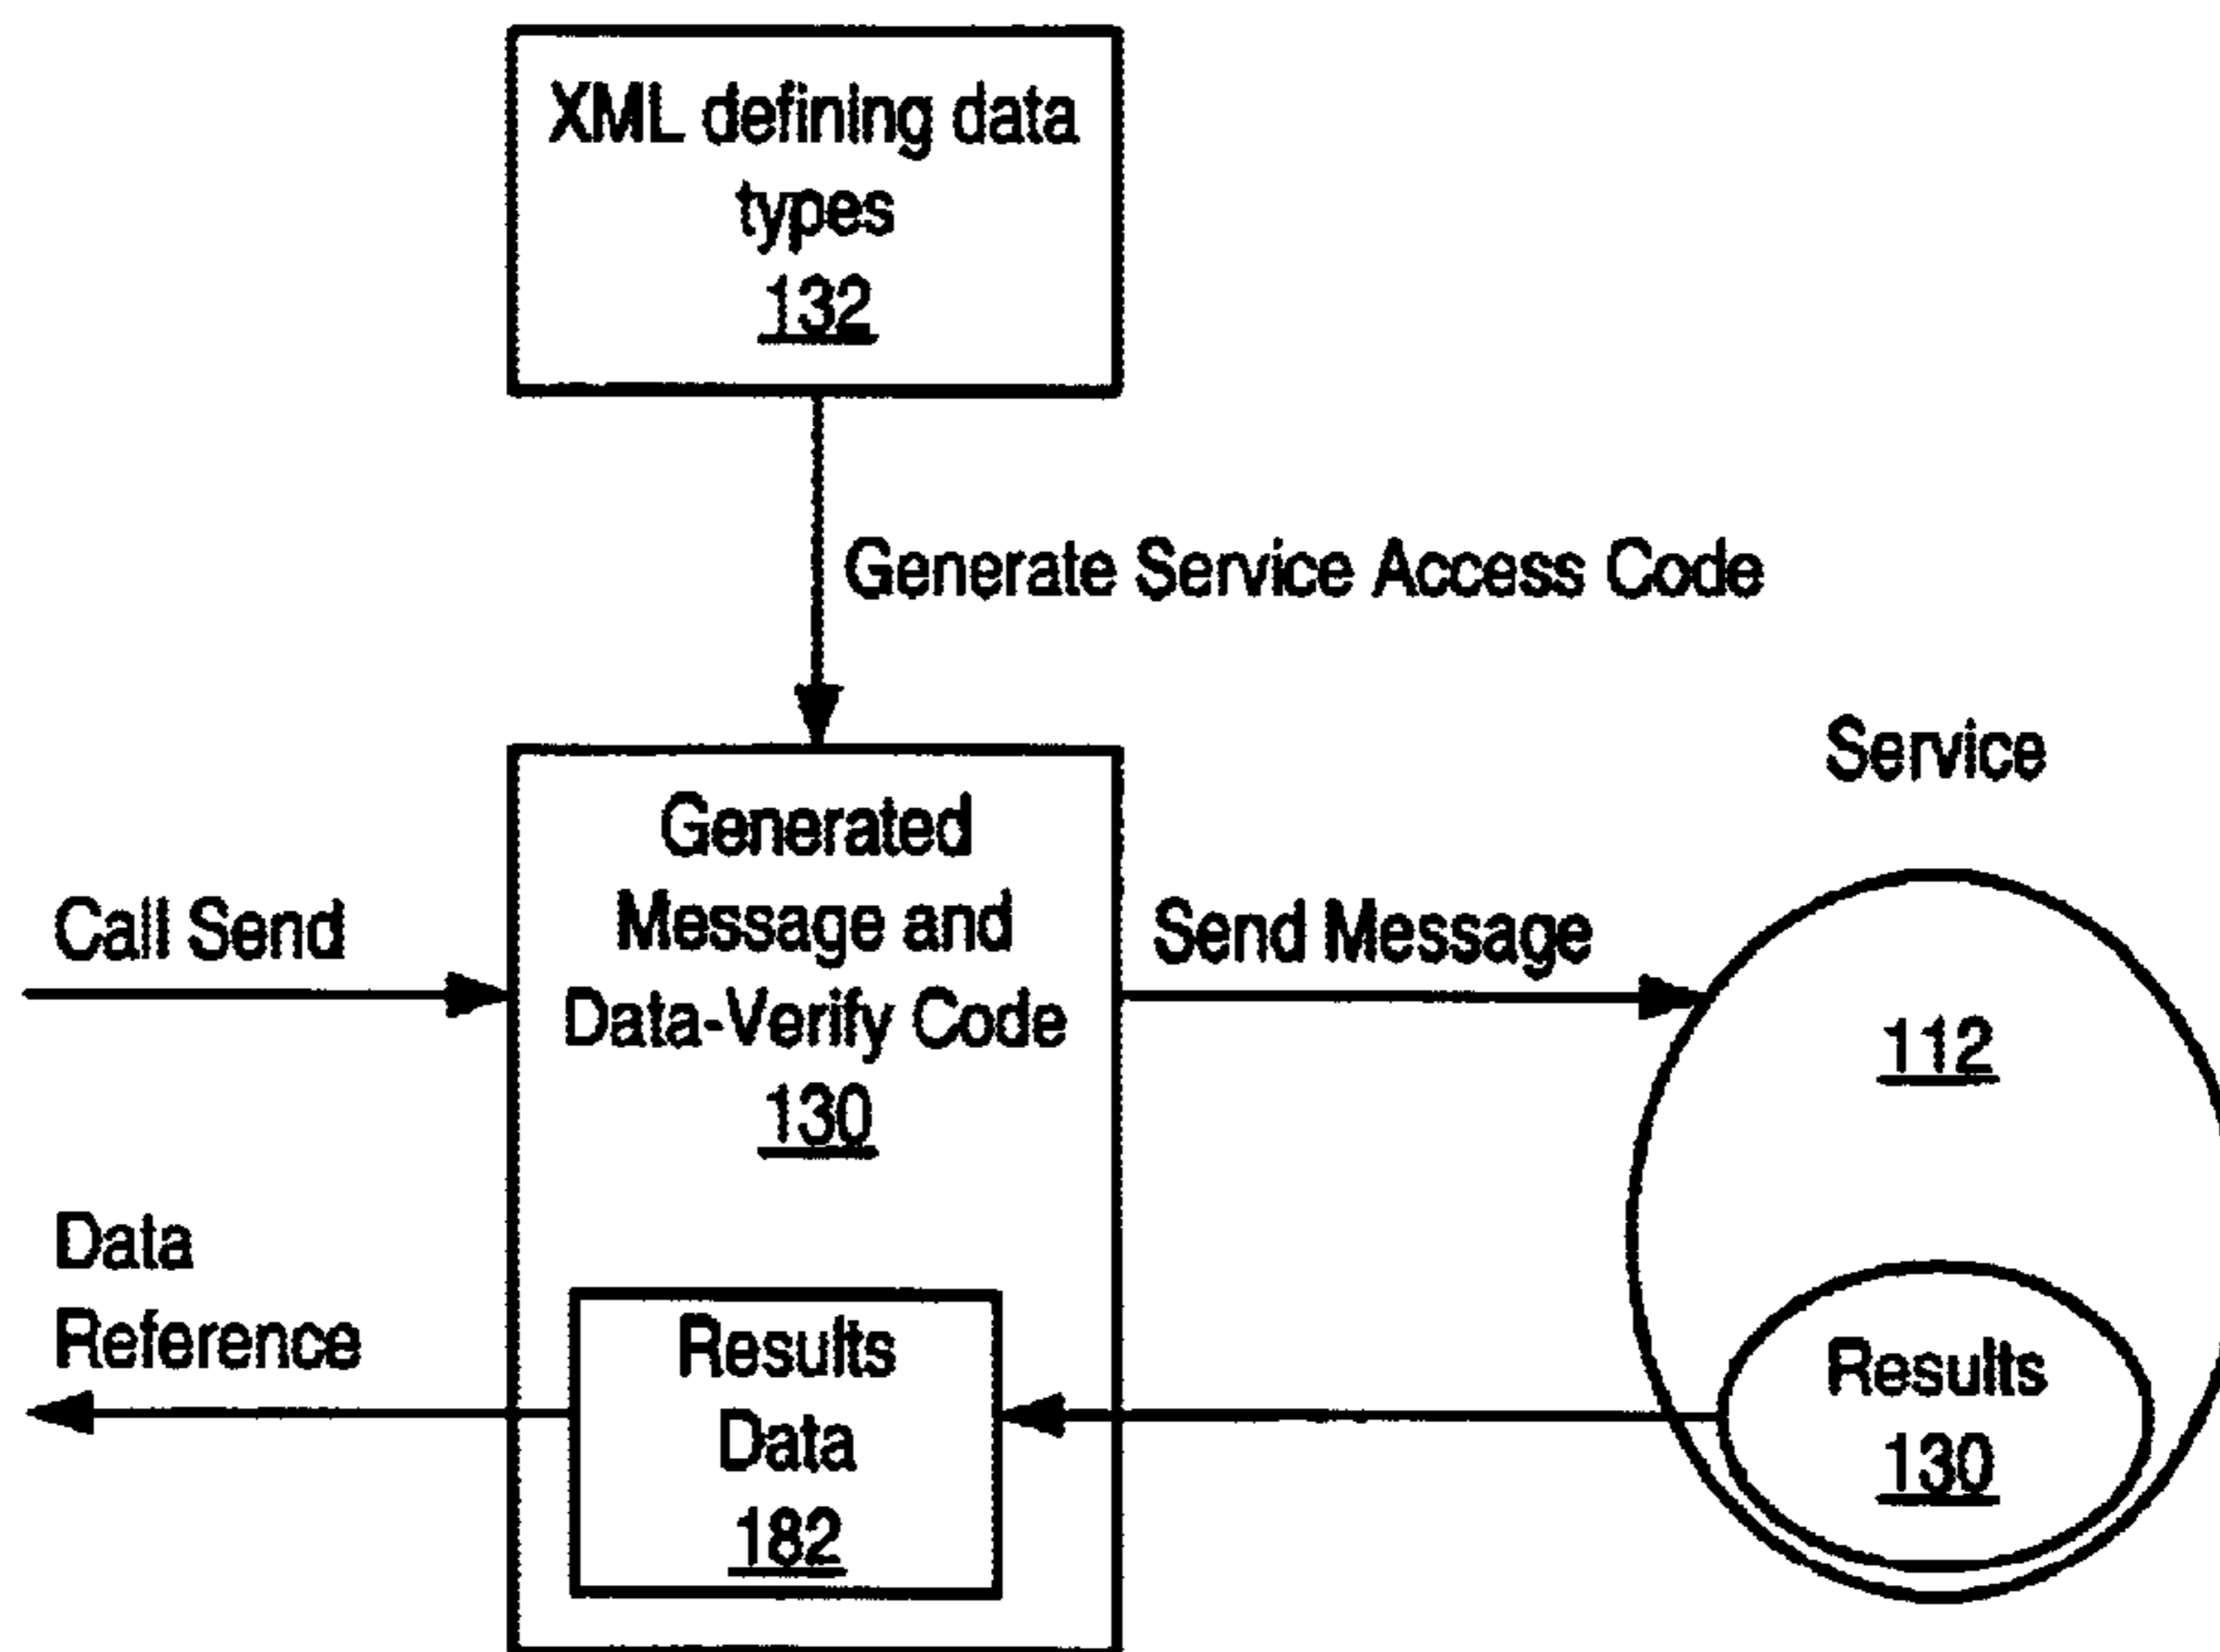 XML defining data
types
132
Generate Service Access Code
Service
Generated
Message and
Data-Verify Code
130
Call Send
Send Message
112
Data
Reference
Results
Data
182
Results
130